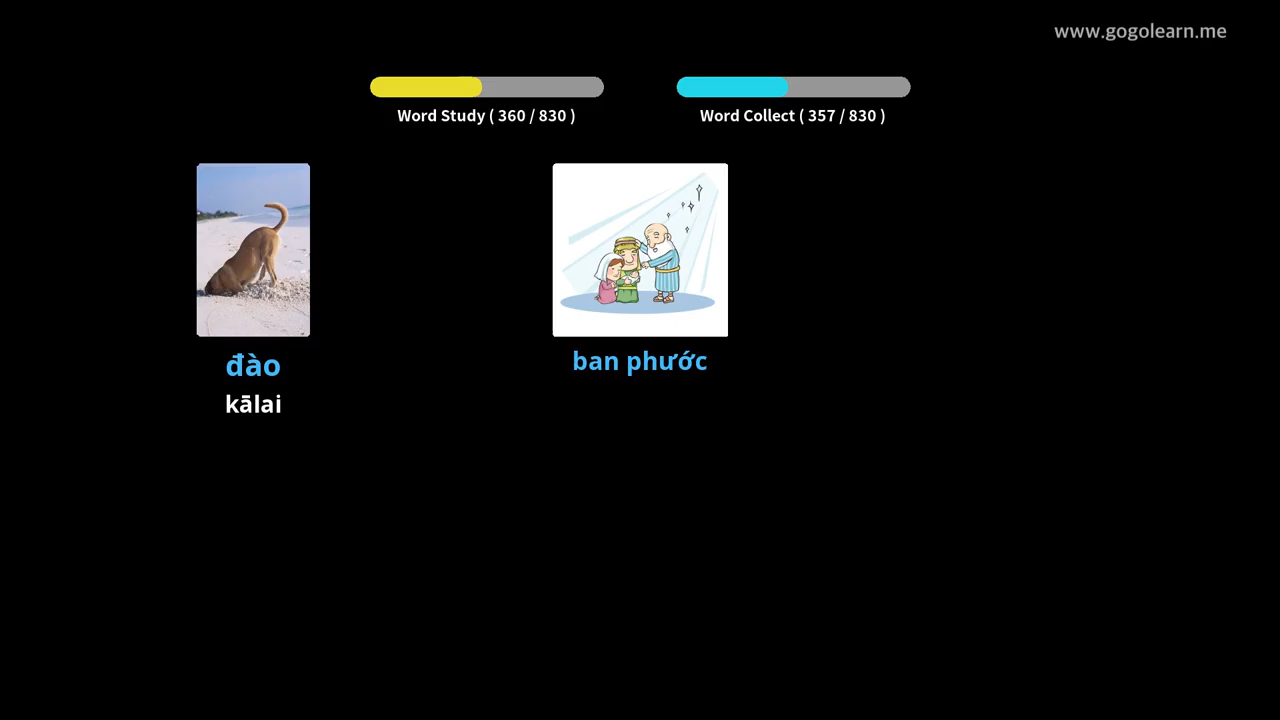 www.gogolearn.me
Word Study ( 360 / 830 )
Word Collect ( 357 / 830 )
đào
kālai
ban phước